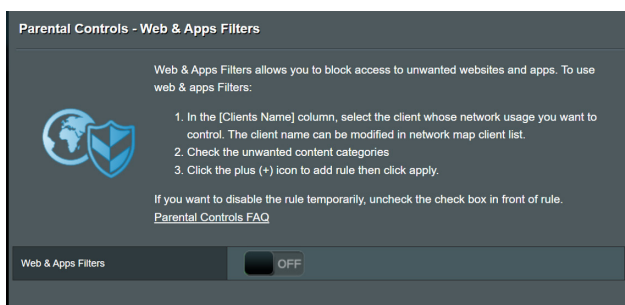 Parental Controls - Web & Apps Filters
Web & Apps Filters allows you to block access to unwanted websites and apps. To use
web & apps Filters:
1. In the [Clients Name] column, select the client whose network usage you want to
control. The client name can be modified in network map client list.
2. Check the unwanted content categories
3. Click the plus (+) icon to add rule then click apply.
If you want to disable the rule temporarily, uncheck the check box in front of rule.
Parental Controls FAQ
Web & Apps Filters
OFF